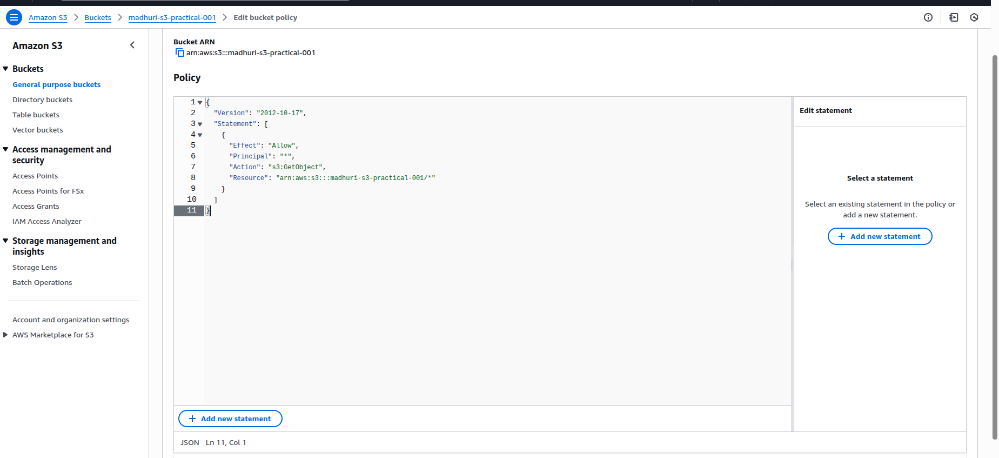 Amazon S3 > Buckets > madhuri-s3-practical-001 > Edit bucket policy
Amazon S3
Buckets
General purpose buckets
Directory buckets
Table buckets
Vector buckets
Access management and
security
Access Points
Access Points for FSx
Access Grants
IAM Access Analyzer
Storage management and
insights
Storage Lens
Batch Operations
Account and organization settings
AWS Marketplace for S3
Bucket ARN
arn:aws:s3:::madhuri-s3-practical-001
Policy
1 {
2   "Version": "2012-10-17",
3   "Statement": [
4     {
5       "Effect": "Allow",
6       "Principal": "*",
7       "Action": "s3:GetObject",
8       "Resource": "arn:aws:s3:::madhuri-s3-practical-001/*"
9     }
10   ]
11 }
+ Add new statement
JSON Ln 11, Col 1
Edit statement
Select a statement
Select an existing statement in the policy or
add a new statement.
+ Add new statement